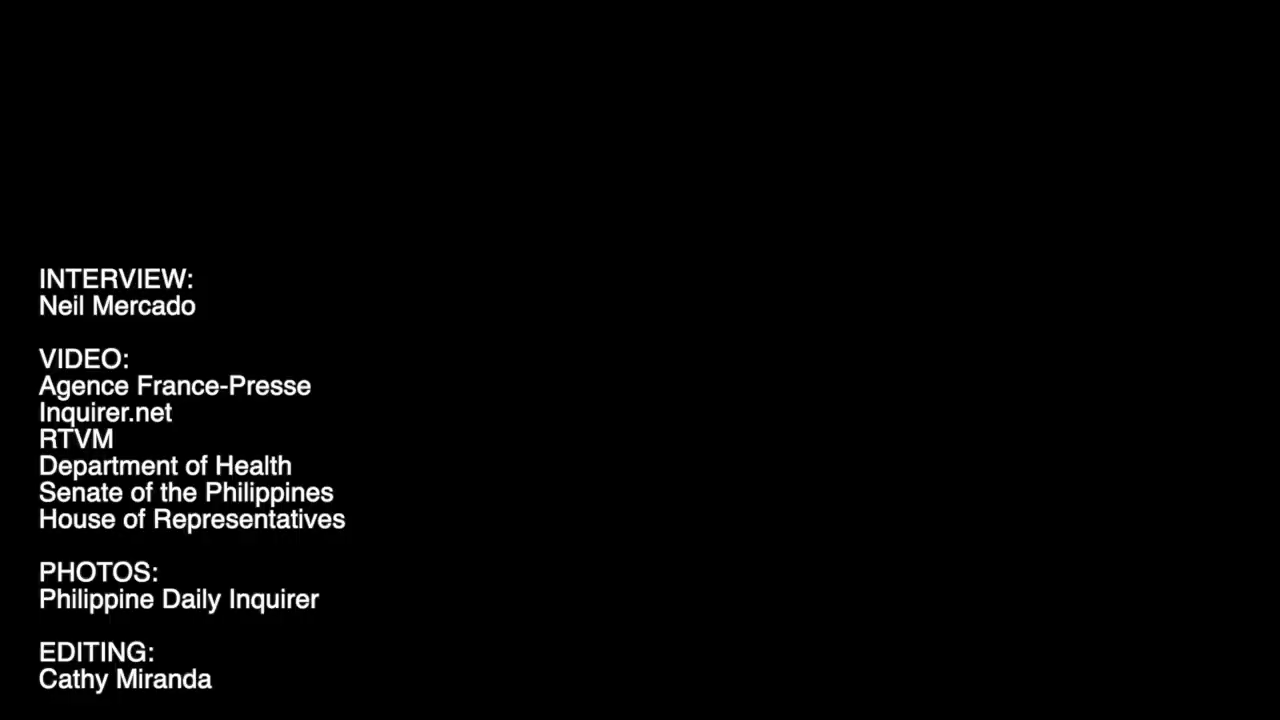 INTERVIEW:
Neil Mercado
VIDEO:
Agence France-Presse
Inquirer.net
RTVM
Department of Health
Senate of the Philippines
House of Representatives
PHOTOS:
Philippine Daily Inquirer
EDITING:
Cathy Miranda